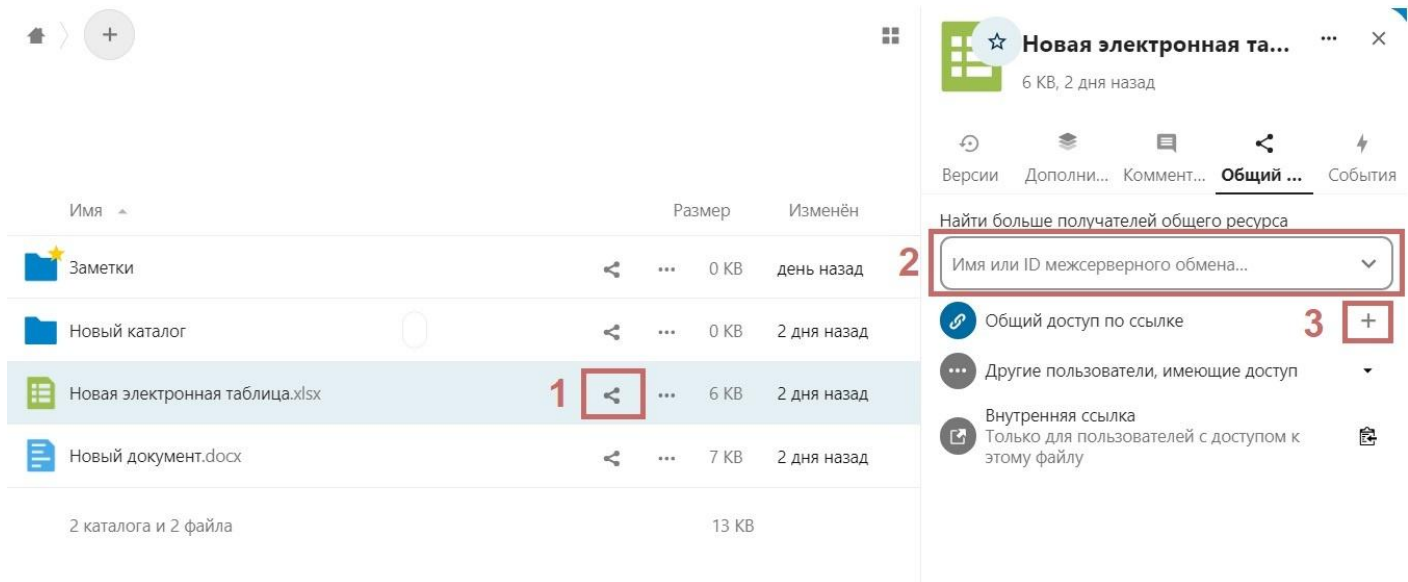 Новая электронная та...
6 КВ, 2 дня назад
Версии Дополни... Коммент... Общий ... События
Найти больше получателей общего ресурса
2 Имя или ID межсерверного обмена...
Общий доступ по ссылке 3
Другие пользователи, имеющие доступ
Внутренняя ссылка
Только для пользователей с доступом к
этому файлу
Имя Размер Изменён
Заметки 0 KB день назад
Новый каталог 0 KB 2 дня назад
Новая электронная таблица.xlsx 1 6 KB 2 дня назад
Новый документ.docx 7 KB 2 дня назад
2 каталога и 2 файла 13 KB